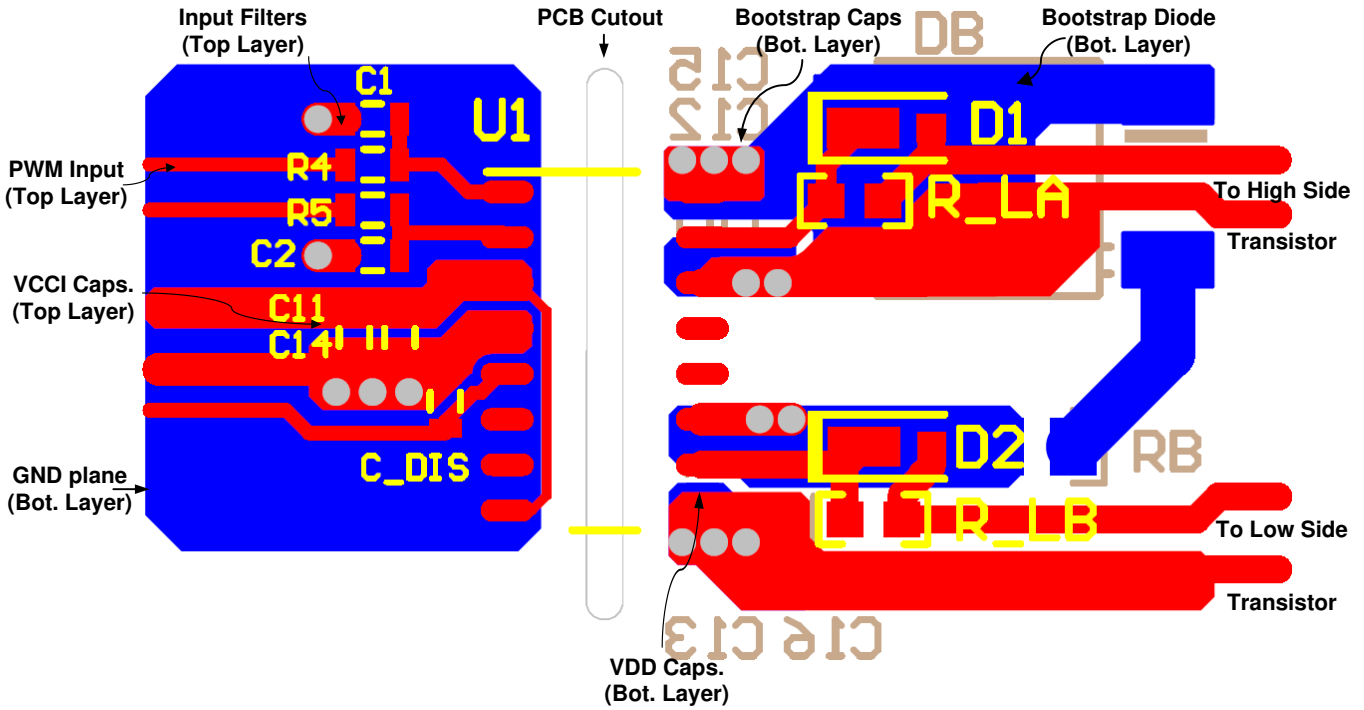 Input Filters
(Top Layer)
PCB Cutout
Bootstrap Caps
(Bot. Layer)
Bootstrap Diode
(Bot. Layer)
DB
C15
C12
C1
U1
D1
PWM Input
(Top Layer)
R4
R5
C2
R_LA
To High Side
Transistor
VCCI Caps.
(Top Layer)
C11
C14
C_DIS
GND plane
(Bot. Layer)
D2
RB
R_LB
To Low Side
Transistor
C13 C16
VDD Caps.
(Bot. Layer)